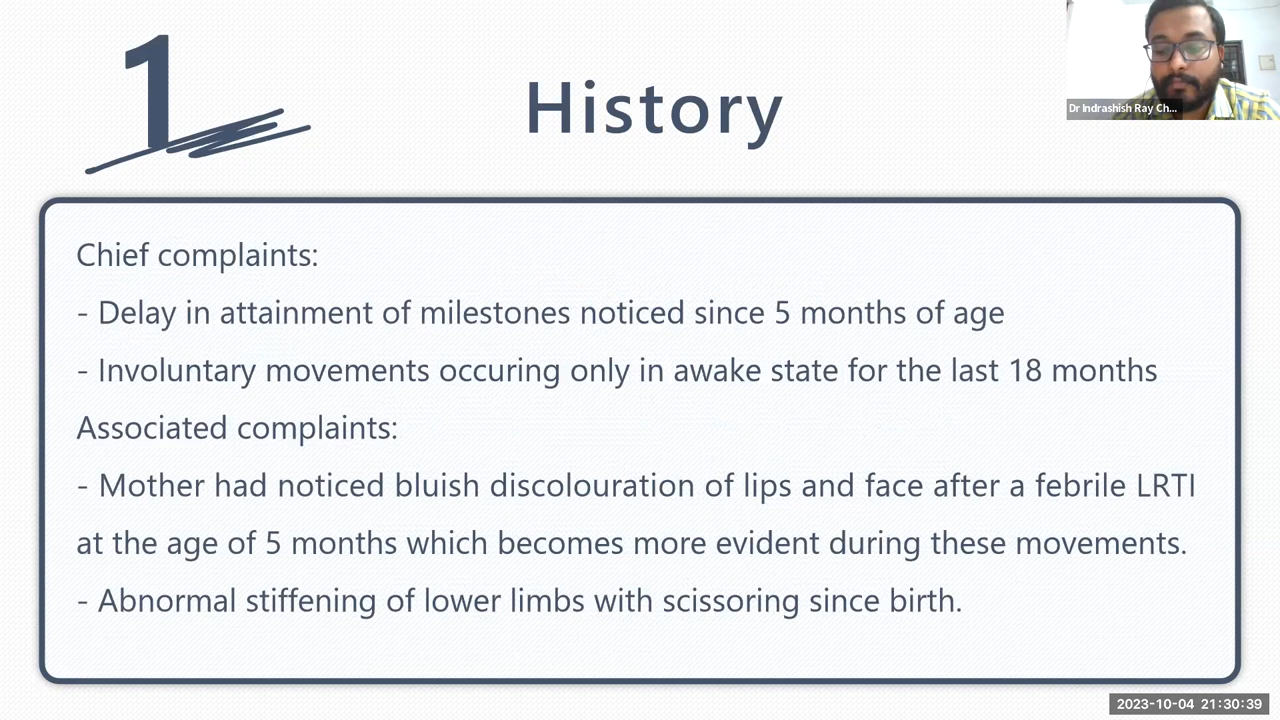 1
History
Dr Indrashish Ray Ch...
Chief complaints:
- Delay in attainment of milestones noticed since 5 months of age
- Involuntary movements occuring only in awake state for the last 18 months
Associated complaints:
- Mother had noticed bluish discolouration of lips and face after a febrile LRTI
at the age of 5 months which becomes more evident during these movements.
- Abnormal stiffening of lower limbs with scissoring since birth.
2023-10-04 21:30:39